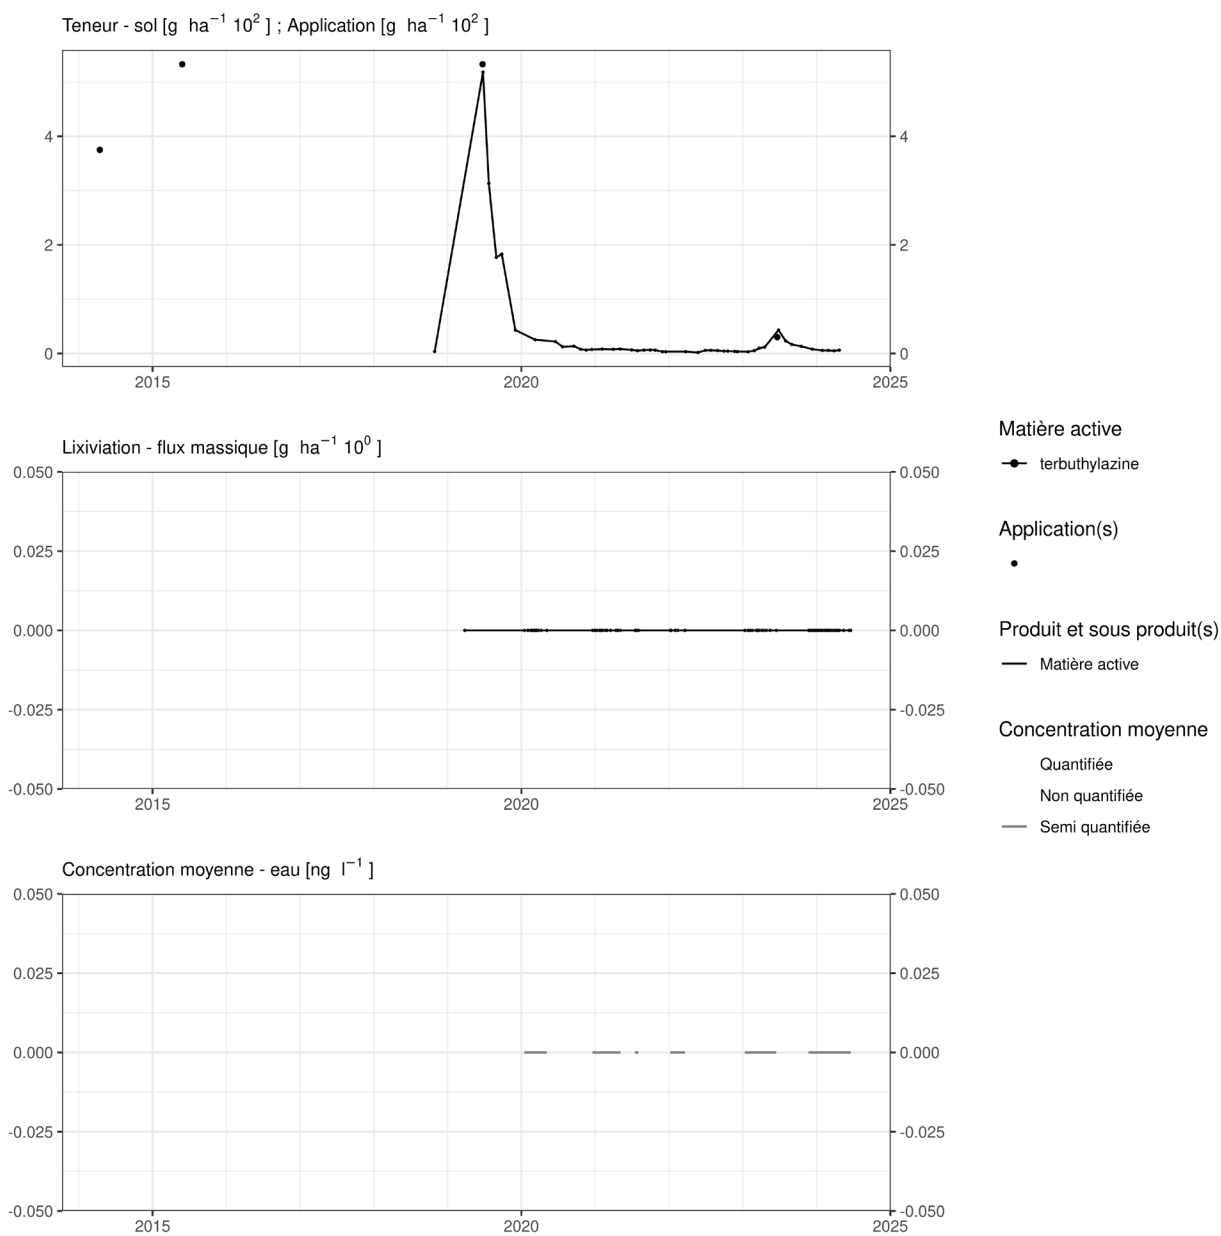 Teneur - sol [g ha⁻¹ 10² ] ; Application [g ha⁻¹ 10² ]
4 4
2 2
0 0
2015 2020 2025
Lixiviation - flux massique [g ha⁻¹ 10⁰ ]
0.050 0.050
0.025 0.025
0.000 0.000
-0.025 -0.025
-0.050 -0.050
2015 2020 2025
Concentration moyenne - eau [ng l⁻¹ ]
0.050 0.050
0.025 0.025
0.000 0.000
-0.025 -0.025
-0.050 -0.050
2015 2020 2025
Matière active
terbuthylazine
Application(s)
Produit et sous produit(s)
Matière active
Concentration moyenne
Quantifiée
Non quantifiée
Semi quantifiée